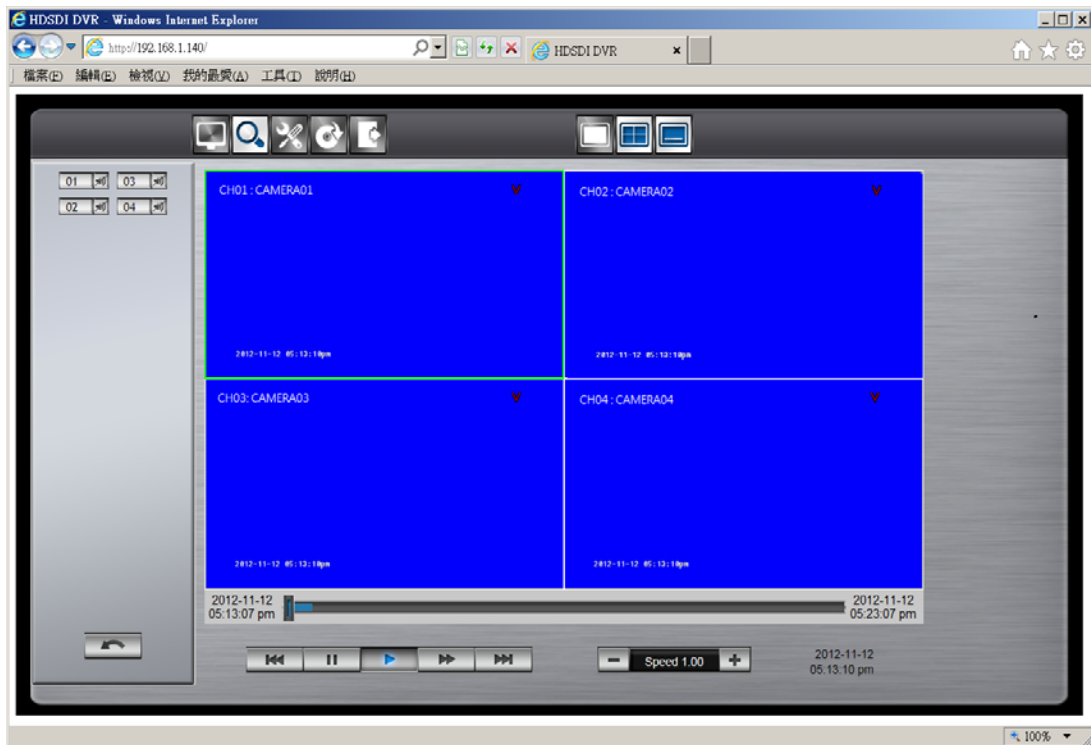 HDSDI DVR - Windows Internet Explorer
http://192.168.1.140/
HDSDI DVR
檔案(F) 編輯(E) 檢視(V) 我的最愛(A) 工具(T) 說明(H)
01 03
02 04
CH01 : CAMERA01
V
CH02 : CAMERA02
V
2012-11-12 05:13:10pm
2012-11-12 05:13:10pm
CH03: CAMERA03
V
CH04 : CAMERA04
V
2012-11-12 05:13:10pm
2012-11-12 05:13:10pm
2012-11-12
05:13:07 pm
2012-11-12
05:23:07 pm
Speed 1.00
2012-11-12
05:13:10 pm
100%